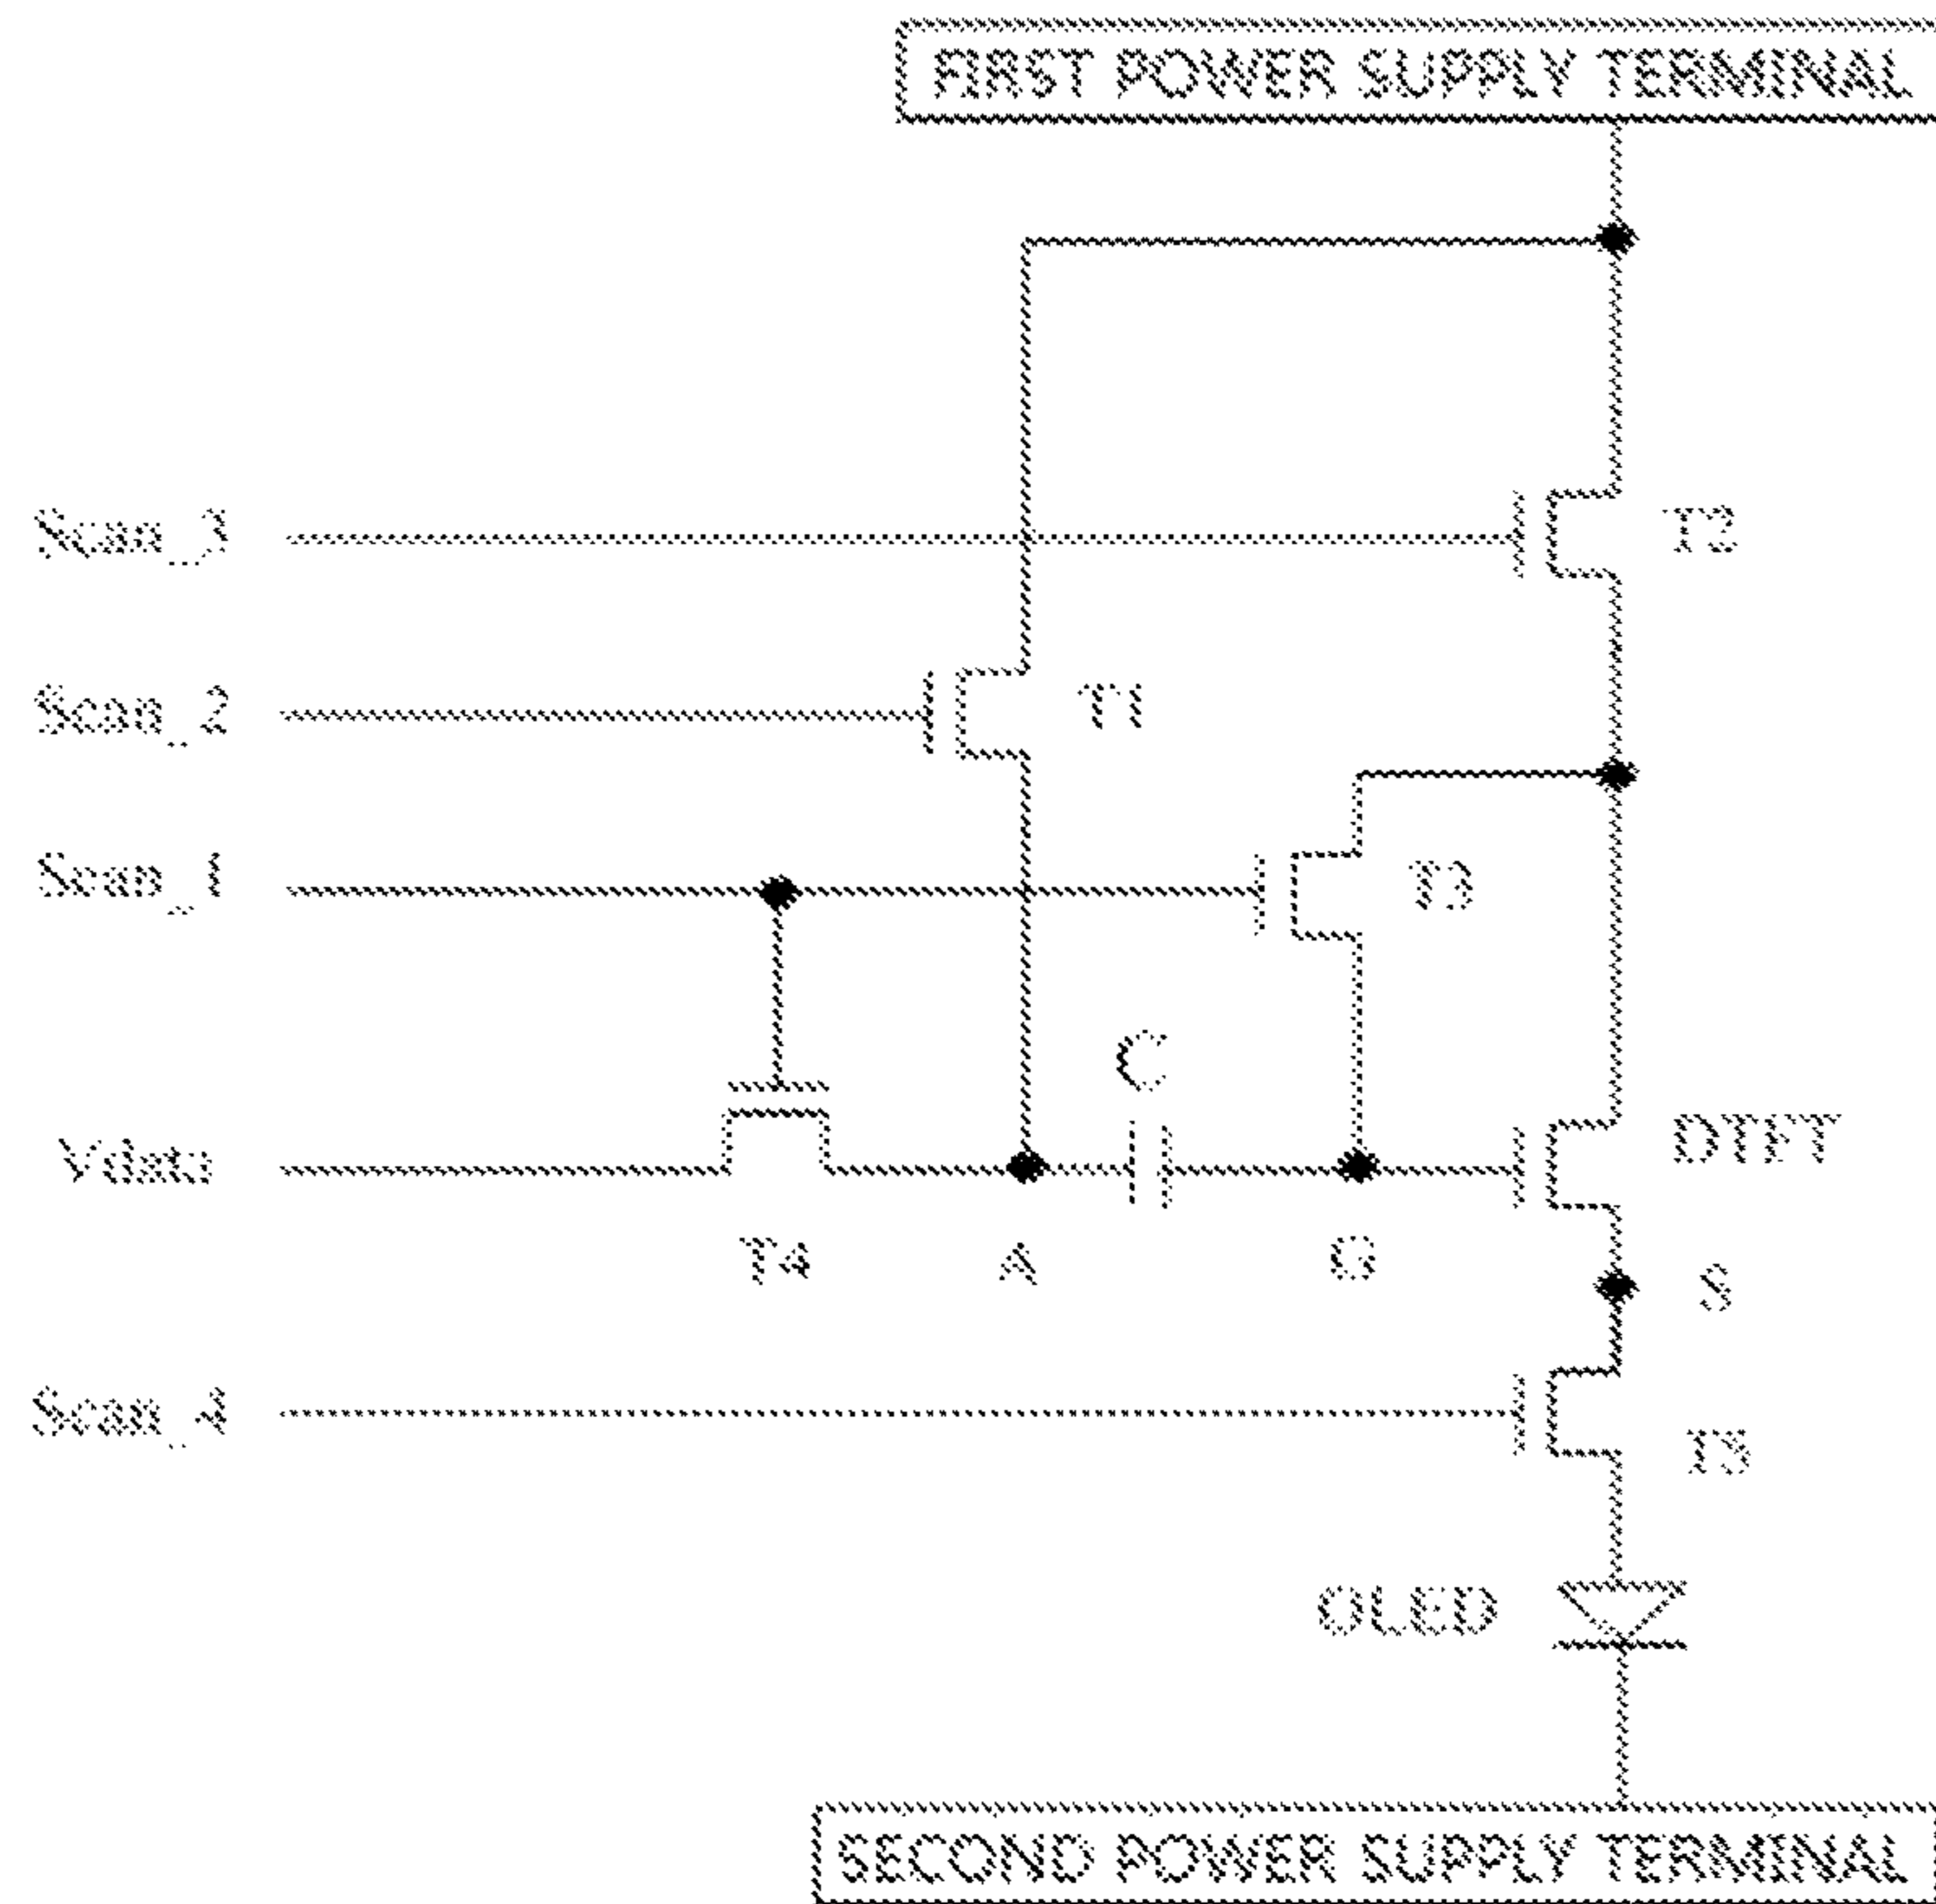 FIRST POWER SUPPLY TERMINAL
Scan_3
T2
Scan_2
T1
Scan_1
T3
C
Vdata
DTFT
T4
A
G
S
Scan_4
T5
OLED
SECOND POWER SUPPLY TERMINAL